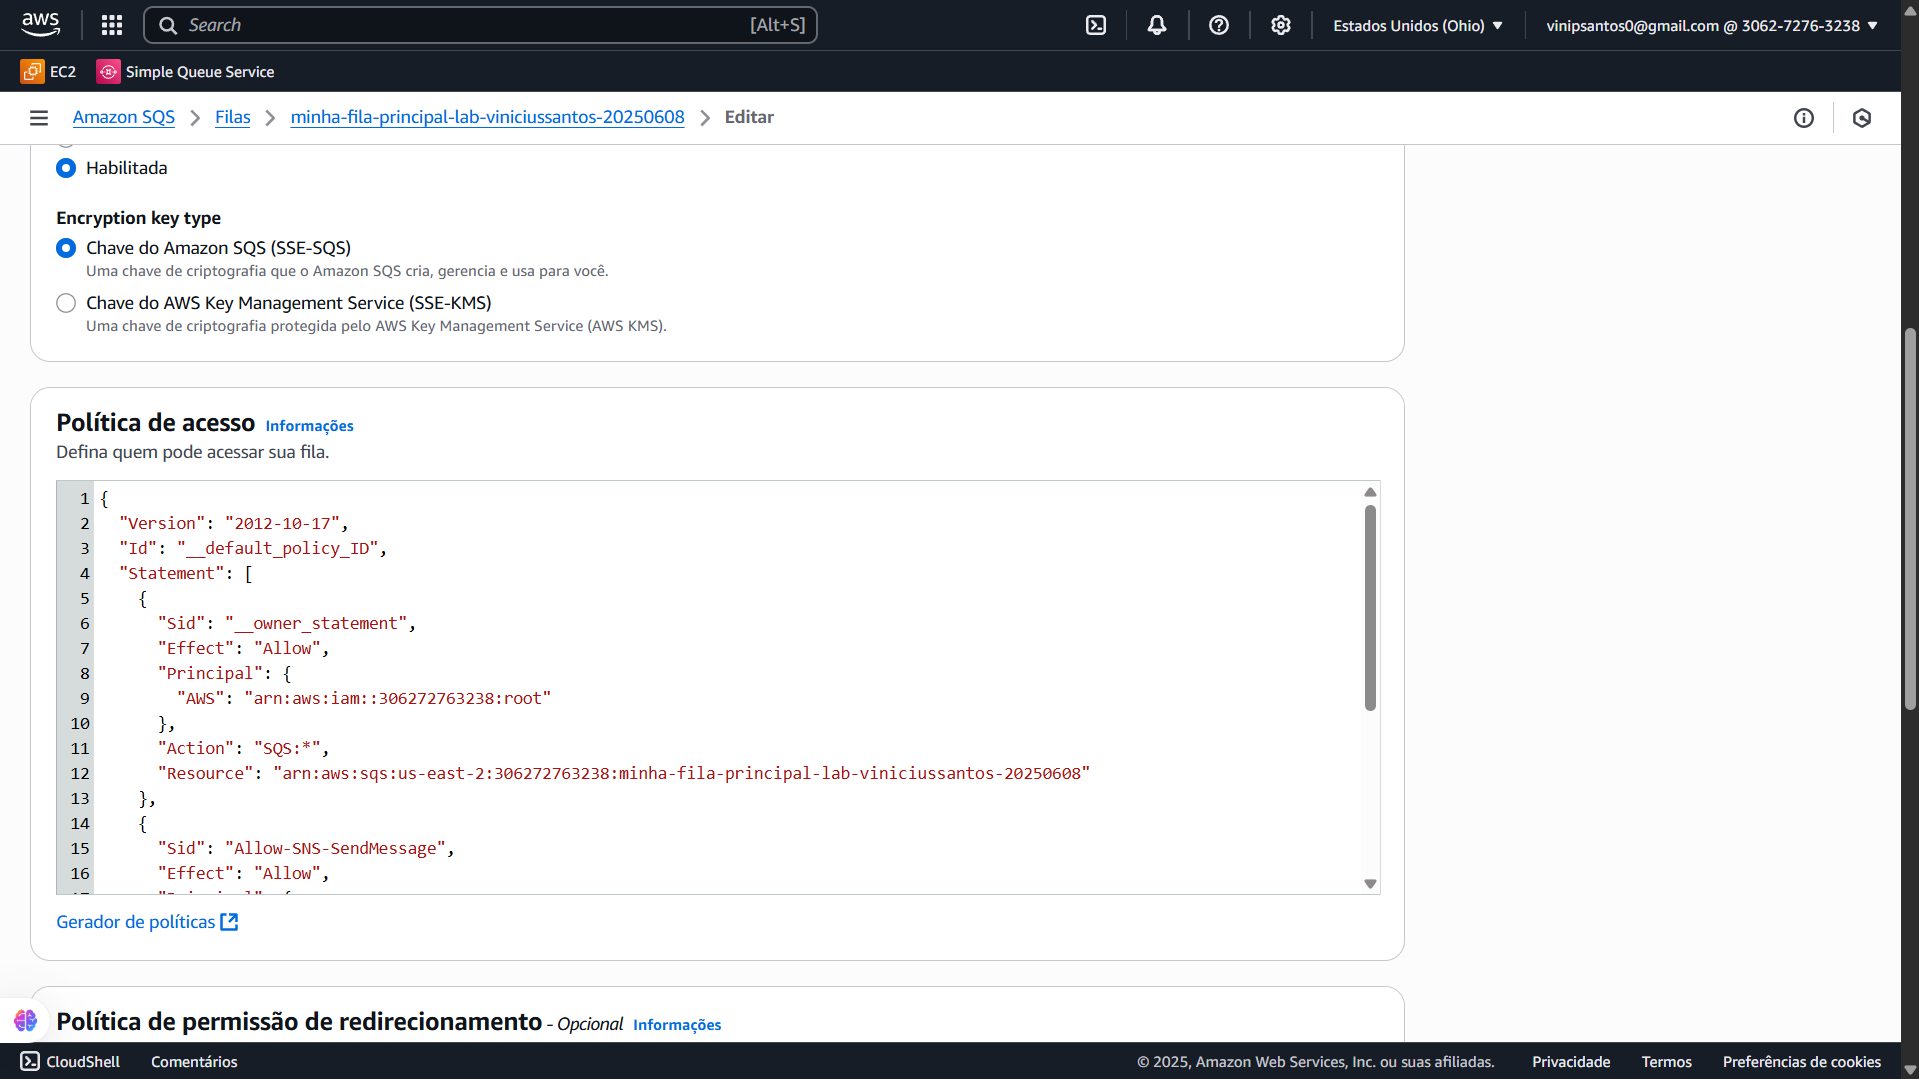 aws
Search [Alt+S]
Estados Unidos (Ohio)
vinipsantos0@gmail.com @ 3062-7276-3238
EC2
Simple Queue Service
Amazon SQS
Filas
minha-fila-principal-lab-viniciussantos-20250608
Editar
Habilitada
Encryption key type
Chave do Amazon SQS (SSE-SQS)
Uma chave de criptografia que o Amazon SQS cria, gerencia e usa para você.
Chave do AWS Key Management Service (SSE-KMS)
Uma chave de criptografia protegida pelo AWS Key Management Service (AWS KMS).
Política de acesso Informações
Defina quem pode acessar sua fila.
1 {
2 "Version": "2012-10-17",
3 "Id": "__default_policy_ID",
4 "Statement": [
5 {
6 "Sid": "__owner_statement",
7 "Effect": "Allow",
8 "Principal": {
9 "AWS": "arn:aws:iam::306272763238:root"
10 },
11 "Action": "SQS:*",
12 "Resource": "arn:aws:sqs:us-east-2:306272763238:minha-fila-principal-lab-viniciussantos-20250608"
13 },
14 {
15 "Sid": "Allow-SNS-SendMessage",
16 "Effect": "Allow",
Gerador de políticas
Política de permissão de redirecionamento - Opcional Informações
CloudShell
Comentários
© 2025, Amazon Web Services, Inc. ou suas afiliadas.
Privacidade
Termos
Preferências de cookies